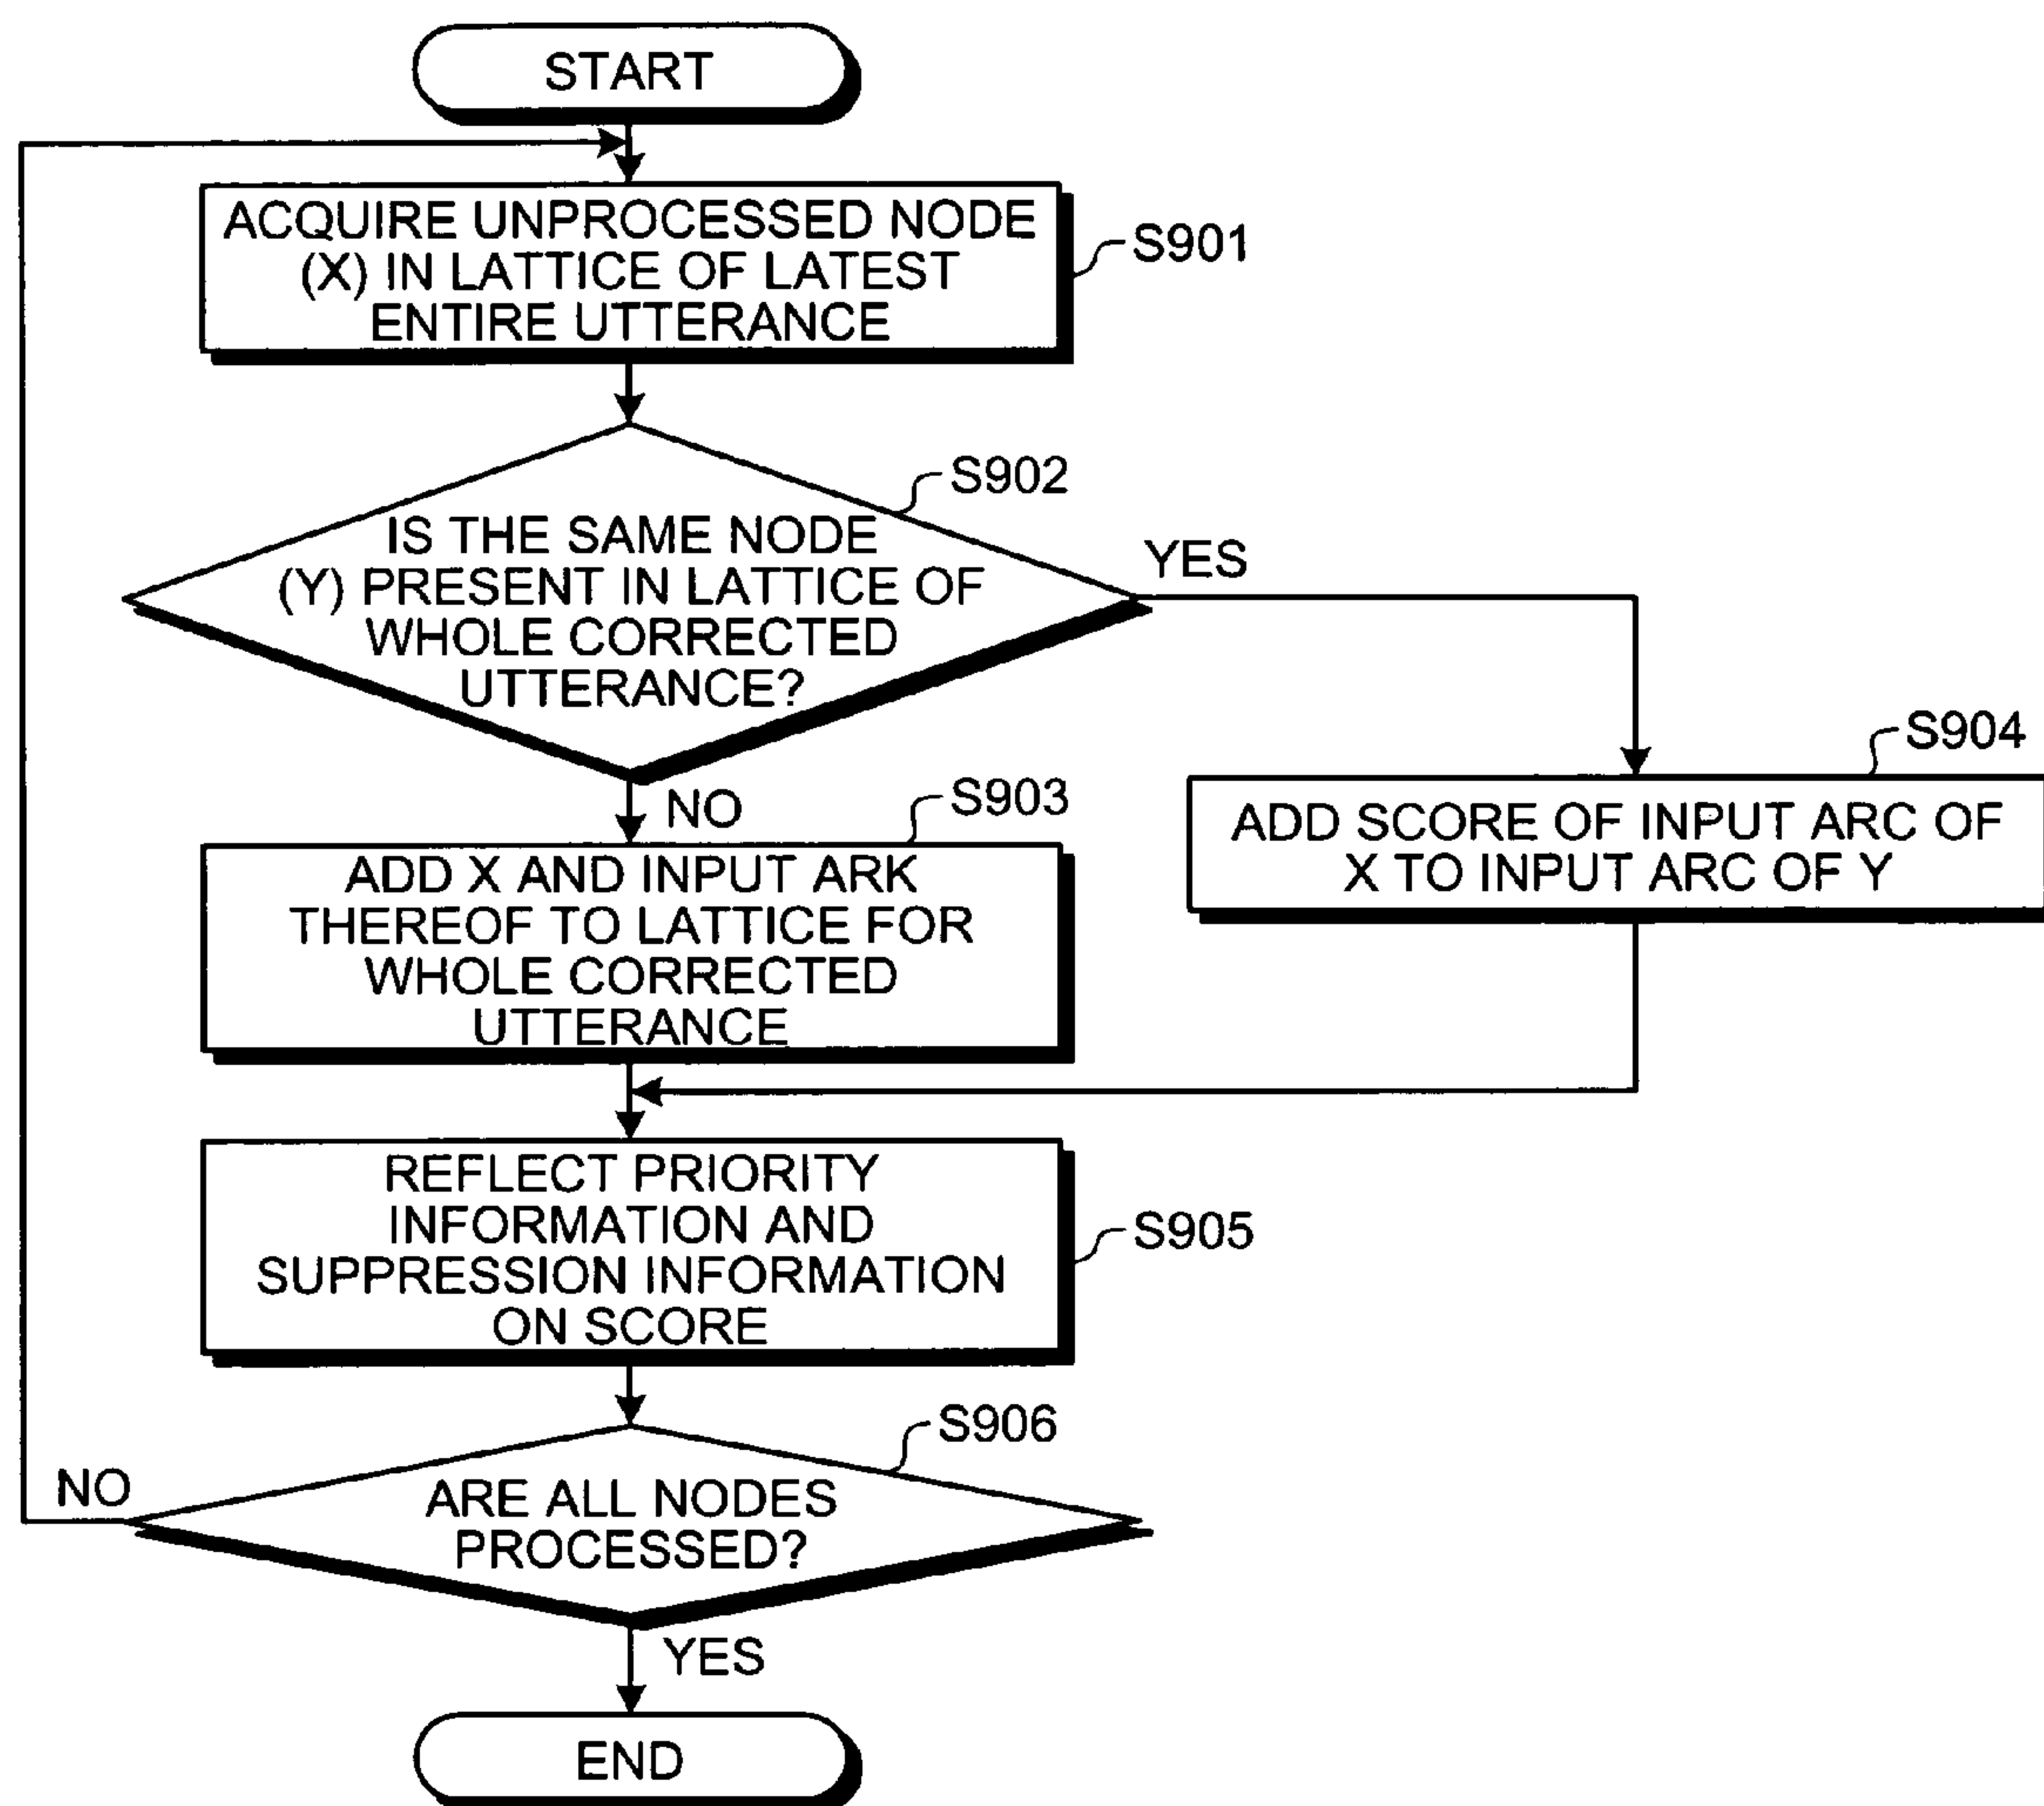 START
ACQUIRE UNPROCESSED NODE
(X) IN LATTICE OF LATEST
ENTIRE UTTERANCE
S901
S902
IS THE SAME NODE
(Y) PRESENT IN LATTICE OF
WHOLE CORRECTED
UTTERANCE?
YES
NO
S903
ADD X AND INPUT ARK
THEREOF TO LATTICE FOR
WHOLE CORRECTED
UTTERANCE
S904
ADD SCORE OF INPUT ARC OF
X TO INPUT ARC OF Y
REFLECT PRIORITY
INFORMATION AND
SUPPRESSION INFORMATION
ON SCORE
S905
S906
ARE ALL NODES
PROCESSED?
NO
YES
END